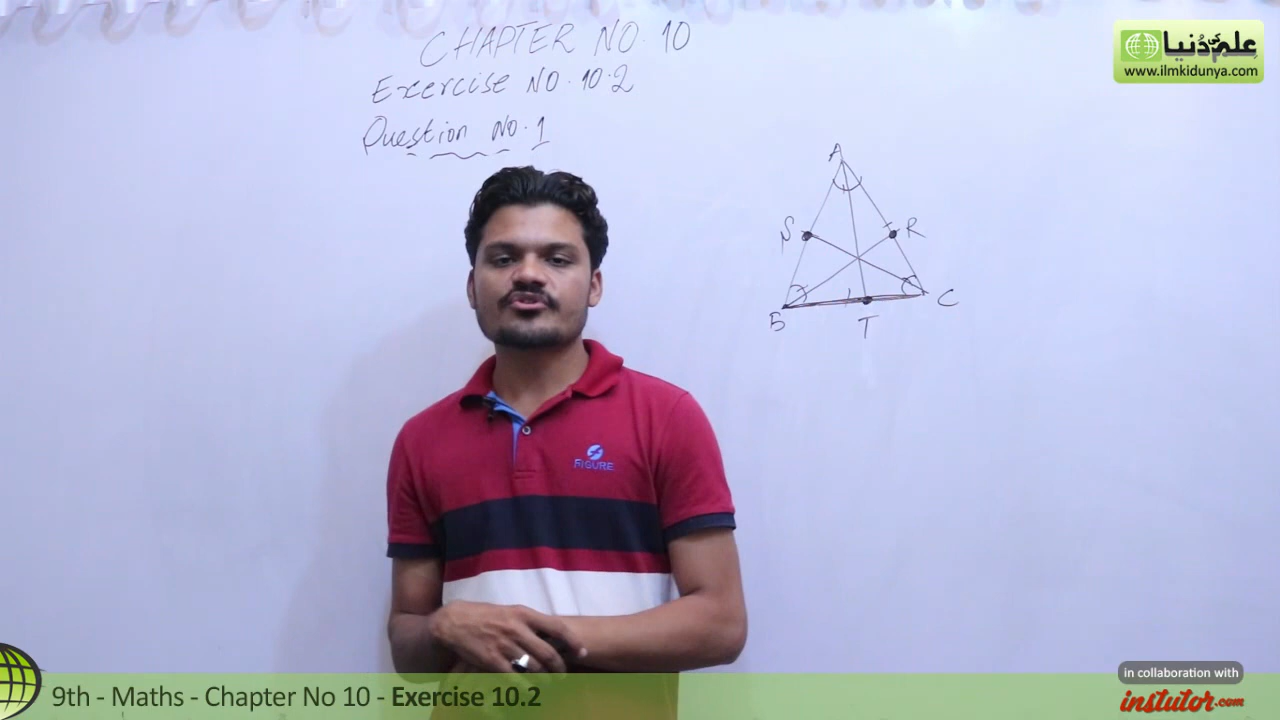 CHAPTER NO. 10
Exercise NO. 10.2
Question NO. 1
علم کی دُنیا
www.ilmkidunya.com
A
S
R
B
C
T
FIGURE
in collaboration with
9th - Maths - Chapter No 10 - Exercise 10.2
instutor.com